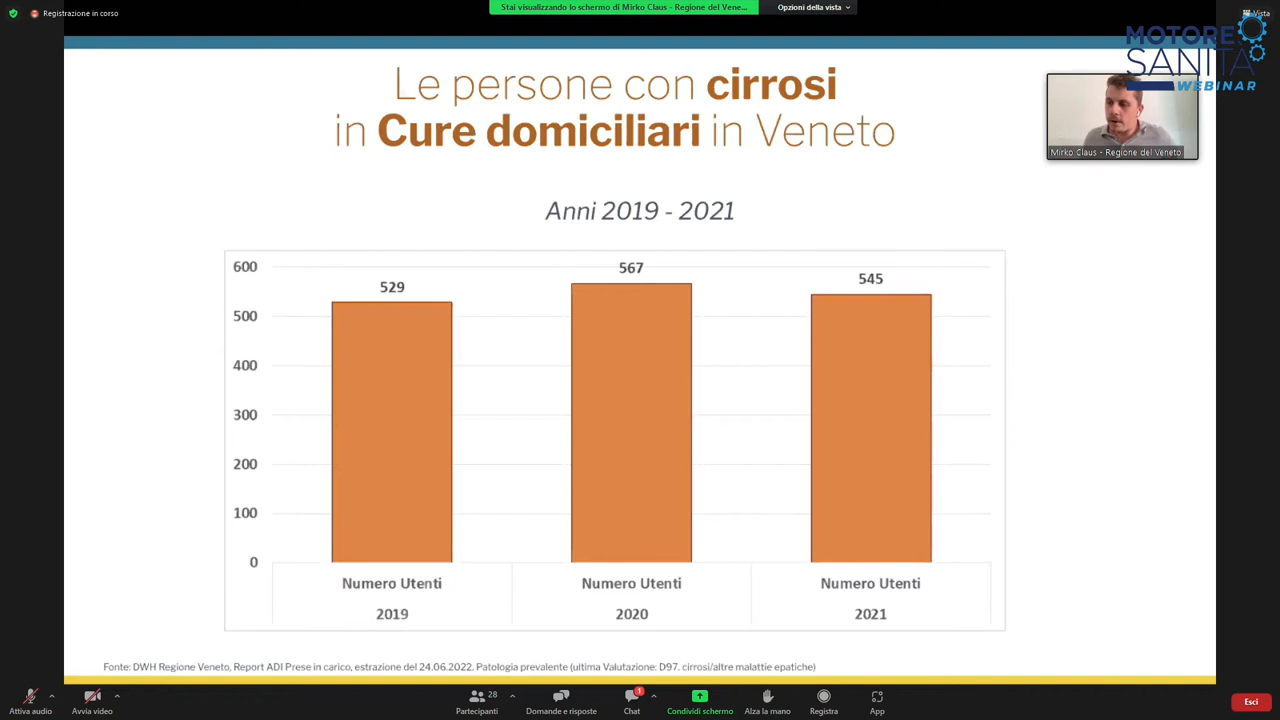 Registrazione in corso
Stai visualizzando lo schermo di Mirko Claus - Regione del Vene...
Opzioni della vista
Vista
MOTORE
SANITÀ
WEBINAR
Mirko Claus - Regione del Veneto
Le persone con cirrosi
in Cure domiciliari in Veneto
Anni 2019 - 2021
600
500
400
300
200
100
0
529
567
545
Numero Utenti
Numero Utenti
Numero Utenti
2019
2020
2021
Fonte: DWH Regione Veneto, Report ADI Prese in carico, estrazione del 24.06.2022. Patologia prevalente (ultima Valutazione: D97. cirrosi/altre malattie epatiche)
Attiva audio
Avvia video
28
Partecipanti
Domande e risposte
1
Chat
Condividi schermo
Alza la mano
Registra
App
Esci